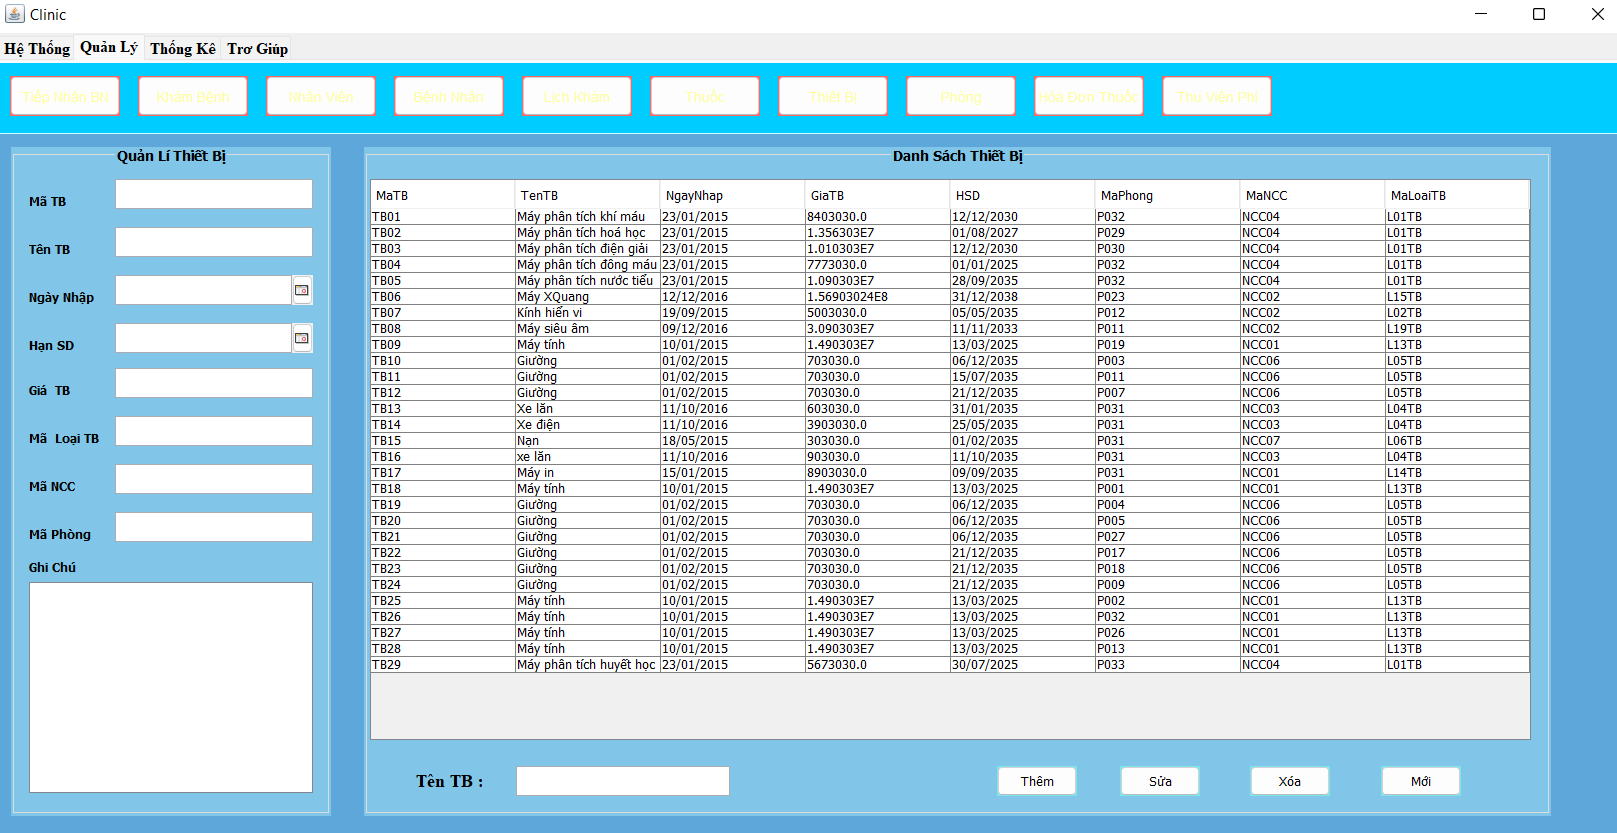 Clinic
Hệ Thống Quản Lý Thống Kê Trơ Giúp
Tiếp Nhận BN Khám Bệnh Nhân Viên Bệnh Nhân Lịch Khám Thuốc Thiết Bị Phòng Hóa Đơn Thuốc Thu Viện Phí
Quản Lí Thiết Bị
Mã TB
Tên TB
Ngày Nhập
Hạn SD
Giá TB
Mã Loại TB
Mã NCC
Mã Phòng
Ghi Chú
Danh Sách Thiết Bị
MaTB TenTB NgayNhap GiaTB HSD MaPhong MaNCC MaLoaiTB
TB01 Máy phân tích khí máu 23/01/2015 8403030.0 12/12/2030 P032 NCC04 L01TB
TB02 Máy phân tích hoá học 23/01/2015 1.356303E7 01/08/2027 P029 NCC04 L01TB
TB03 Máy phân tích điện giải 23/01/2015 1.010303E7 12/12/2030 P030 NCC04 L01TB
TB04 Máy phân tích đông máu 23/01/2015 7773030.0 01/01/2025 P032 NCC04 L01TB
TB05 Máy phân tích nước tiểu 23/01/2015 1.090303E7 28/09/2035 P032 NCC04 L01TB
TB06 Máy XQuang 12/12/2016 1.56903024E8 31/12/2038 P023 NCC02 L15TB
TB07 Kính hiển vi 19/09/2015 5003030.0 05/05/2035 P012 NCC02 L02TB
TB08 Máy siêu âm 09/12/2016 3.090303E7 11/11/2033 P011 NCC02 L19TB
TB09 Máy tính 10/01/2015 1.490303E7 13/03/2025 P019 NCC01 L13TB
TB10 Giường 01/02/2015 703030.0 06/12/2035 P003 NCC06 L05TB
TB11 Giường 01/02/2015 703030.0 15/07/2035 P011 NCC06 L05TB
TB12 Giường 01/02/2015 703030.0 21/12/2035 P007 NCC06 L05TB
TB13 Xe lăn 11/10/2016 603030.0 31/01/2035 P031 NCC03 L04TB
TB14 Xe điện 11/10/2016 3903030.0 25/05/2035 P031 NCC03 L04TB
TB15 Nạn 18/05/2015 303030.0 01/02/2035 P031 NCC07 L06TB
TB16 xe lăn 11/10/2016 903030.0 11/10/2035 P031 NCC03 L04TB
TB17 Máy in 15/01/2015 8903030.0 09/09/2035 P031 NCC01 L14TB
TB18 Máy tính 10/01/2015 1.490303E7 13/03/2025 P001 NCC01 L13TB
TB19 Giường 01/02/2015 703030.0 06/12/2035 P004 NCC06 L05TB
TB20 Giường 01/02/2015 703030.0 06/12/2035 P005 NCC06 L05TB
TB21 Giường 01/02/2015 703030.0 06/12/2035 P027 NCC06 L05TB
TB22 Giường 01/02/2015 703030.0 21/12/2035 P017 NCC06 L05TB
TB23 Giường 01/02/2015 703030.0 21/12/2035 P018 NCC06 L05TB
TB24 Giường 01/02/2015 703030.0 21/12/2035 P009 NCC06 L05TB
TB25 Máy tính 10/01/2015 1.490303E7 13/03/2025 P002 NCC01 L13TB
TB26 Máy tính 10/01/2015 1.490303E7 13/03/2025 P032 NCC01 L13TB
TB27 Máy tính 10/01/2015 1.490303E7 13/03/2025 P026 NCC01 L13TB
TB28 Máy tính 10/01/2015 1.490303E7 13/03/2025 P013 NCC01 L13TB
TB29 Máy phân tích huyết học 23/01/2015 5673030.0 30/07/2025 P033 NCC04 L01TB
Tên TB : Thêm Sửa Xóa Mới